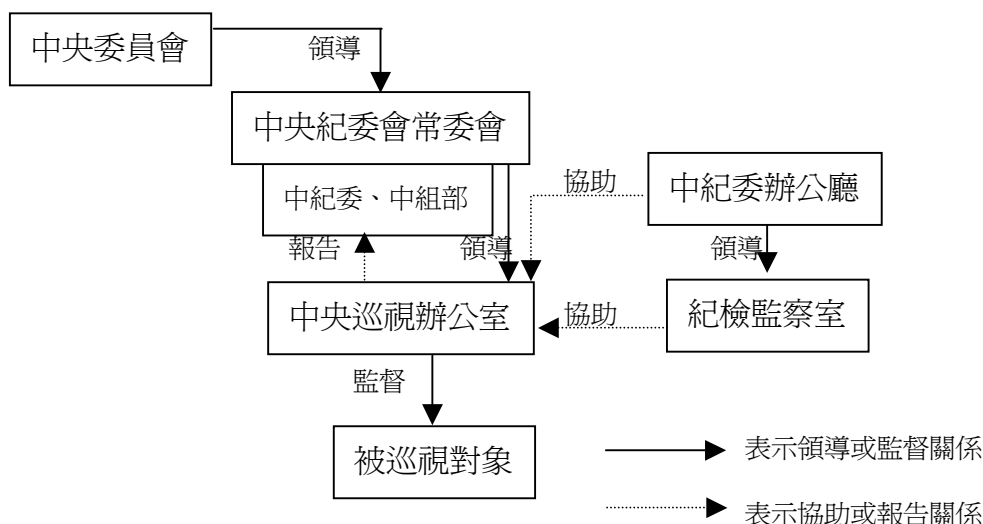 中央委員會
領導
中央紀委會常委會
中紀委、中組部
協助
中紀委辦公廳
報告
領導
領導
中央巡視辦公室
協助
紀檢監察室
監督
被巡視對象
表示領導或監督關係
表示協助或報告關係